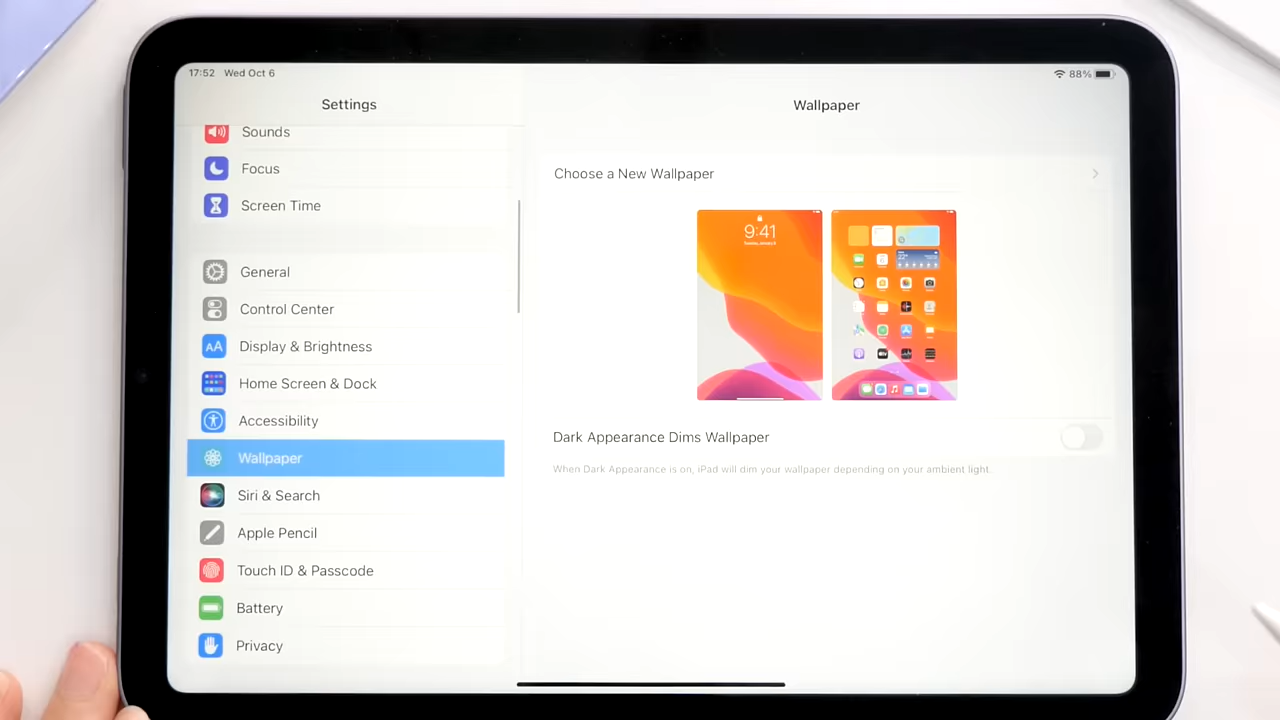 17:52 Wed Oct 6
88%
Settings
Sounds
Focus
Screen Time
General
Control Center
AA Display & Brightness
Home Screen & Dock
Accessibility
Wallpaper
Siri & Search
Apple Pencil
Touch ID & Passcode
Battery
Privacy
Wallpaper
Choose a New Wallpaper
9:41
Dark Appearance Dims Wallpaper
When Dark Appearance is on, iPad will dim your wallpaper depending on your ambient light.